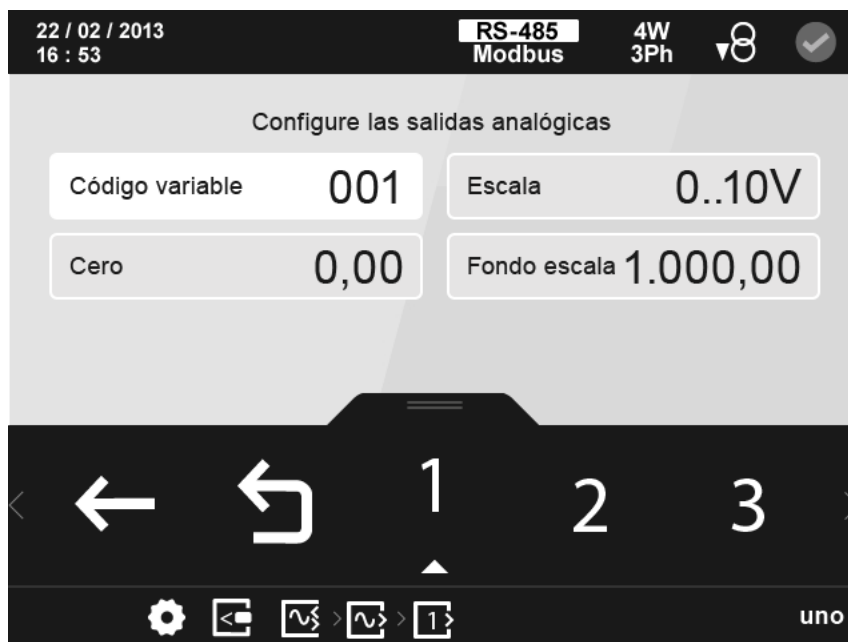 22 / 02 / 2013
16 : 53
RS-485
Modbus
4W
3Ph
Configure las salidas analógicas
Código variable 001
Escala 0..10V
Cero 0,00
Fondo escala 1.000,00
1 2 3
1
uno